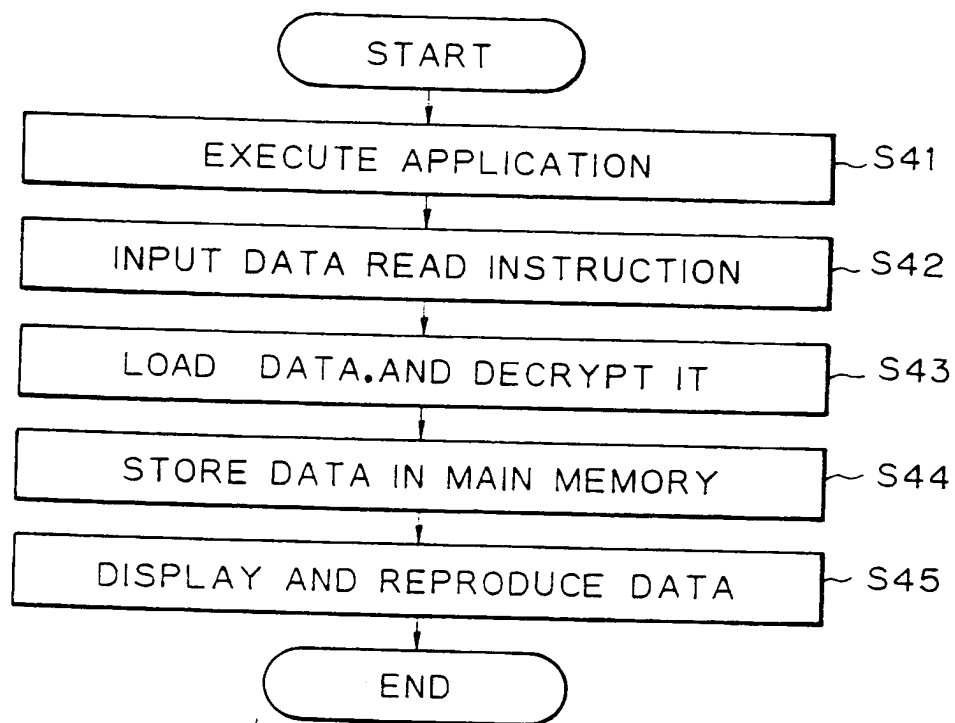 START
EXECUTE APPLICATION S41
INPUT DATA READ INSTRUCTION S42
LOAD DATA.AND DECRYPT IT S43
STORE DATA IN MAIN MEMORY S44
DISPLAY AND REPRODUCE DATA S45
END